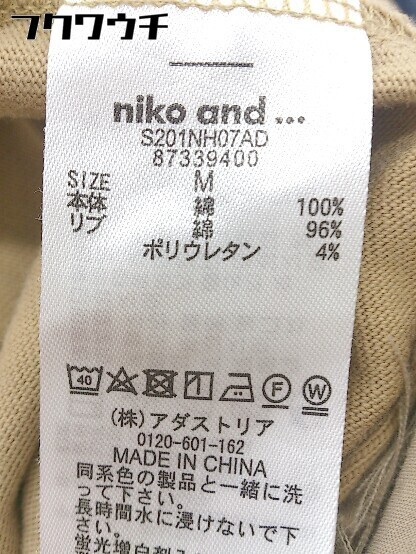 フクワウチ
niko and ...
S201NH07AD
87339400
SIZE M
本体 綿 100%
リブ 綿 96%
ポリウレタン 4%
40 F W
(株)アダストリア
0120-601-162
MADE IN CHINA
同系色の製品と一緒に洗
って下さい。
長時間水に浸けないで下
さい。